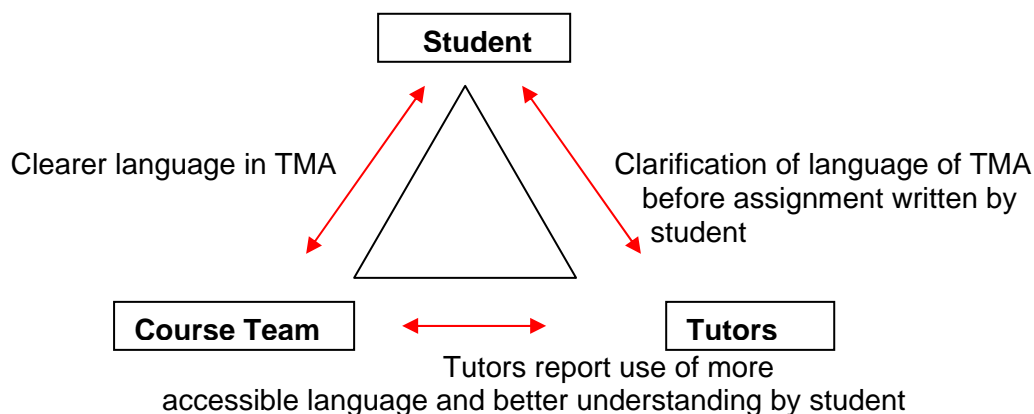 Student
Clearer language in TMA
Clarification of language of TMA
before assignment written by
student
Course Team
Tutors
Tutors report use of more
accessible language and better understanding by student